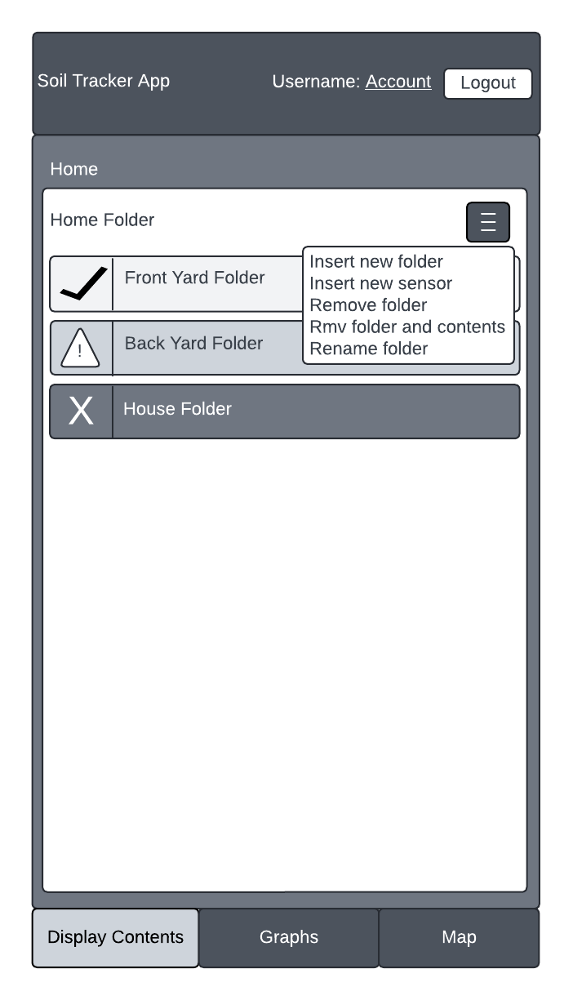 Soil Tracker App
Username: Account
Logout
Home
Home Folder
Front Yard Folder
Insert new folder
Insert new sensor
Remove folder
Rmv folder and contents
Rename folder
!
Back Yard Folder
X
House Folder
Display Contents
Graphs
Map